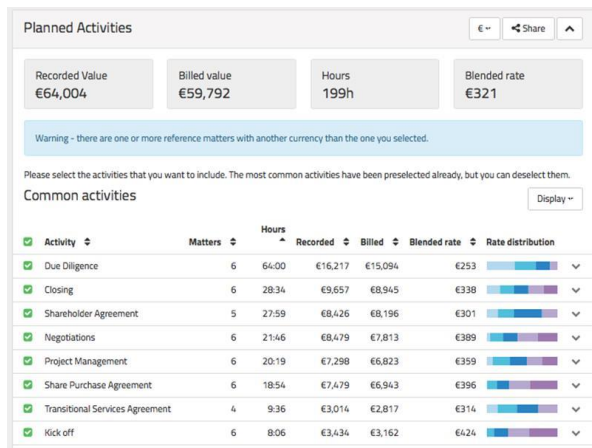 Planned Activities
€ Share
Recorded Value Billed value Hours Blended rate
€64,004 €59,792 199h €321
Warning - there are one or more reference matters with another currency than the one you selected.
Please select the activities that you want to include. The most common activities have been preselected already, but you can deselect them.
Common activities
Display
Activity Matters Hours Recorded Billed Blended rate Rate distribution
Due Diligence 6 64:00 €16,217 €15,094 €253
Closing 6 28:34 €9,657 €8,945 €338
Shareholder Agreement 5 27:59 €8,426 €8,196 €301
Negotiations 6 21:46 €8,479 €7,813 €389
Project Management 6 20:19 €7,298 €6,823 €359
Share Purchase Agreement 6 18:54 €7,479 €6,943 €396
Transitional Services Agreement 4 9:36 €3,014 €2,817 €314
Kick off 6 8:06 €3,434 €3,162 €424